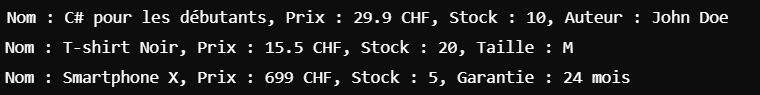 Nom : C# pour les débutants, Prix : 29.9 CHF, Stock : 10, Auteur : John Doe
Nom : T-shirt Noir, Prix : 15.5 CHF, Stock : 20, Taille : M
Nom : Smartphone X, Prix : 699 CHF, Stock : 5, Garantie : 24 mois